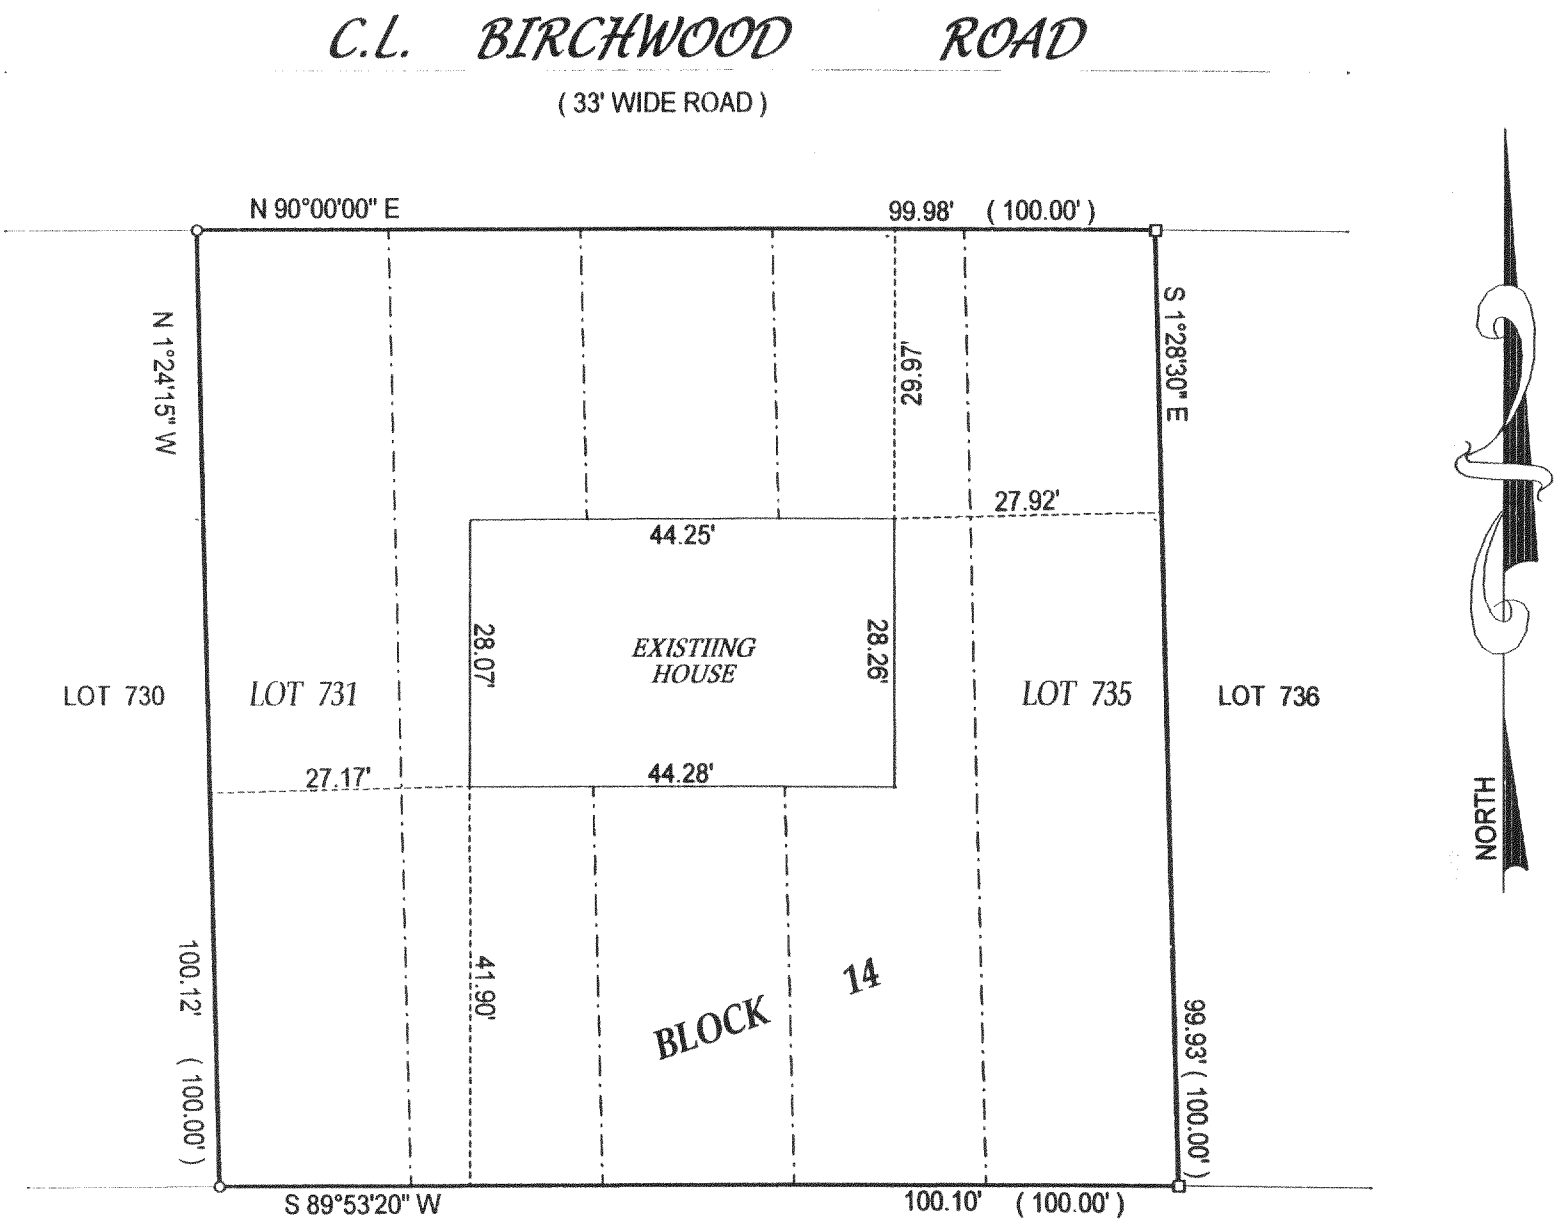 C.L. BIRCHWOOD ROAD
( 33' WIDE ROAD )
N 90°00'00" E 99.98' ( 100.00' )
N 1°24'15" W
S 1°28'30" E
29.97'
27.92'
44.25'
28.07'
EXISTIING
HOUSE
28.26'
LOT 730
LOT 731
LOT 735
LOT 736
27.17'
44.28'
NORTH
100.12' ( 100.00' )
41.90'
BLOCK 14
99.93' ( 100.00' )
S 89°53'20" W 100.10' ( 100.00' )